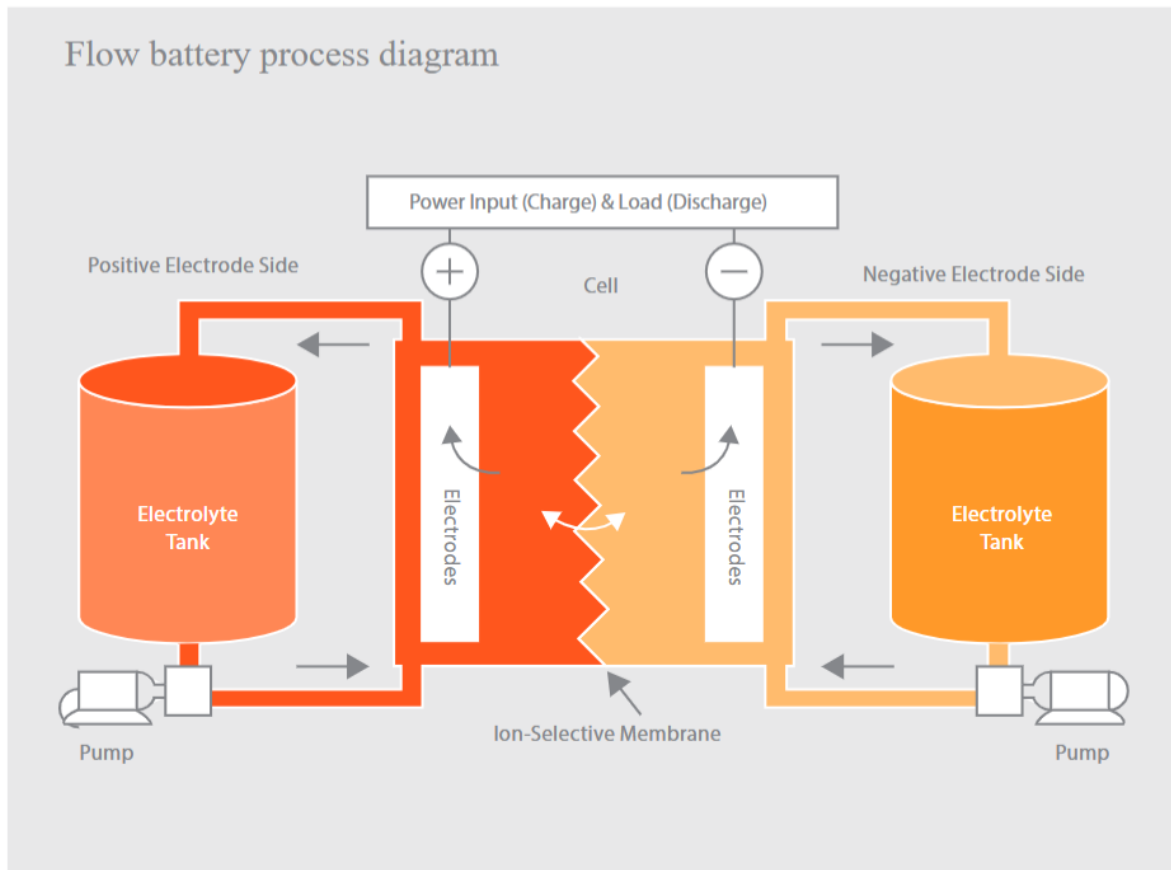 Flow battery process diagram
Power Input (Charge) & Load (Discharge)
Positive Electrode Side
+
−
Cell
Negative Electrode Side
Electrolyte
Tank
Electrodes
Electrodes
Electrolyte
Tank
Ion-Selective Membrane
Pump
Pump